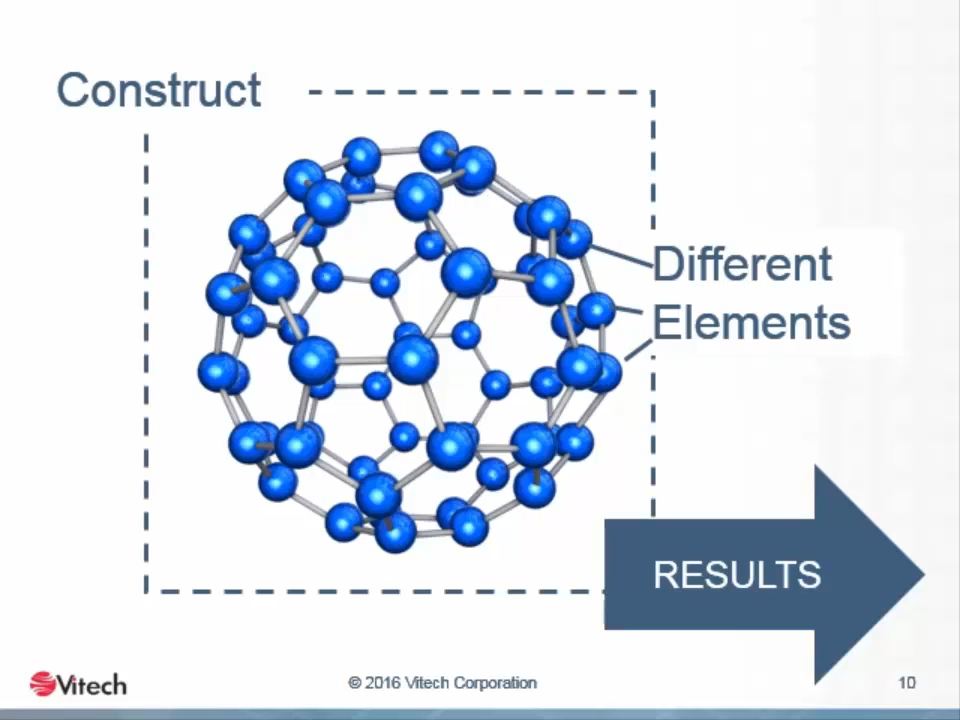 Construct
Different
Elements
RESULTS
Vitech
© 2016 Vitech Corporation
10